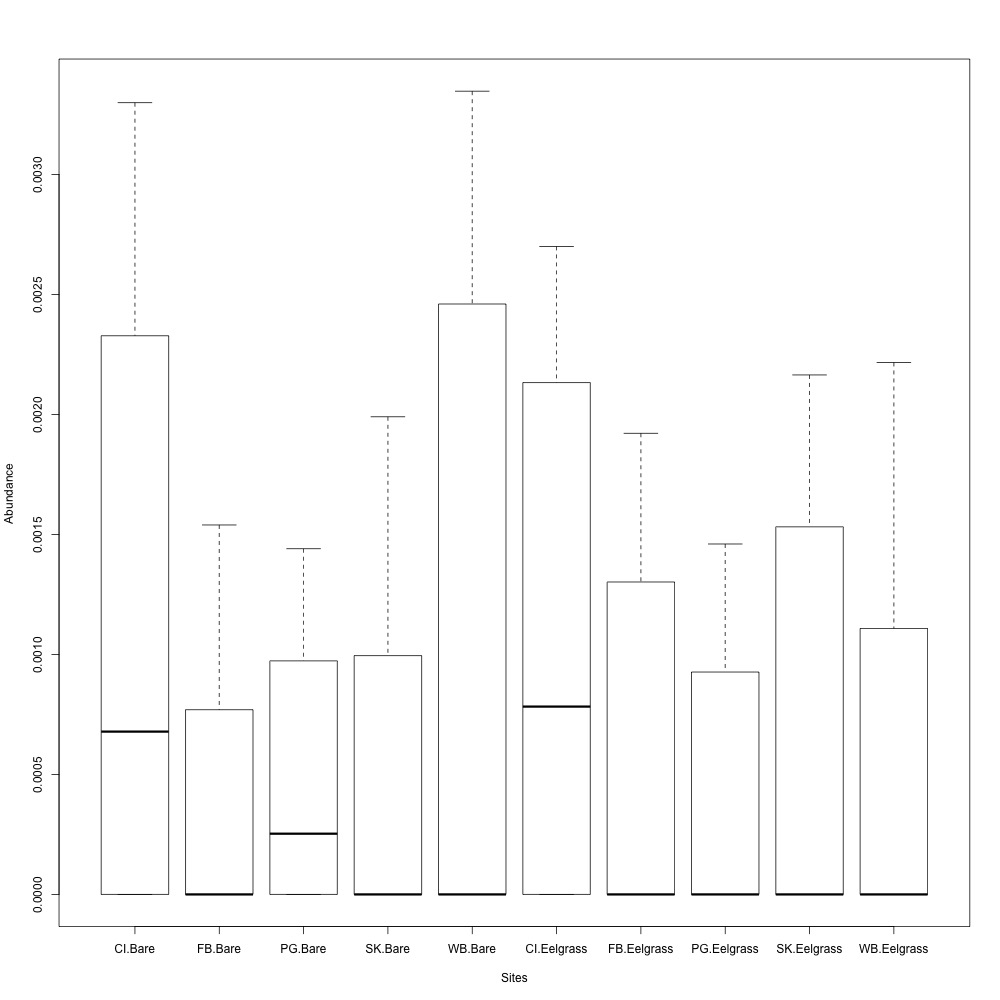 Abundance
0.0030
0.0025
0.0020
0.0015
0.0010
0.0005
0.0000
CI.Bare FB.Bare PG.Bare SK.Bare WB.Bare CI.Eelgrass FB.Eelgrass PG.Eelgrass SK.Eelgrass WB.Eelgrass
Sites